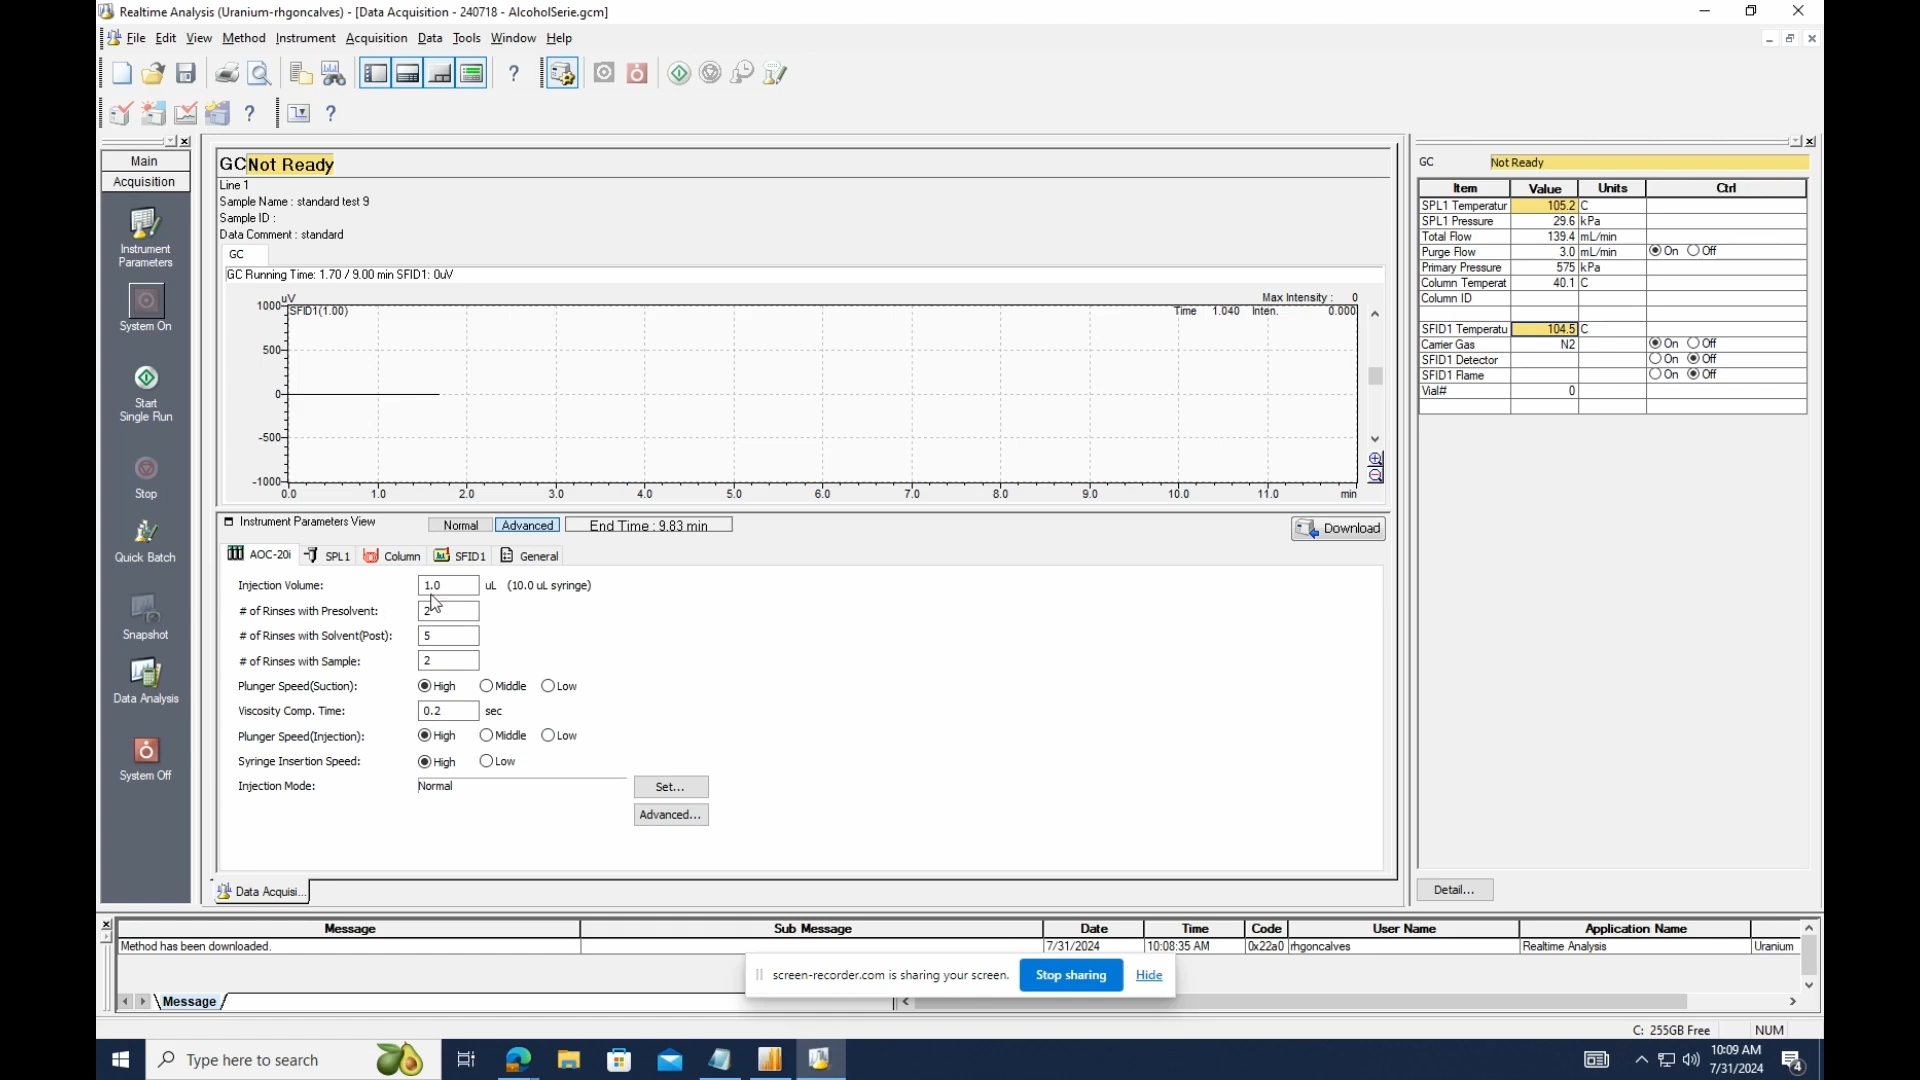 Realtime Analysis (Uranium-rhgoncalves) - [Data Acquisition - 240718 - AlcoholSerie.gcm]
File Edit View Method Instrument Acquisition Data Tools Window Help
Main
Acquisition
Instrument
Parameters
System On
Start
Single Run
Stop
Quick Batch
Snapshot
Data Analysis
System Off
GC Not Ready
Line 1
Sample Name : standard test 9
Sample ID :
Data Comment : standard
GC
GC Running Time: 1.70 / 9.00 min SFID1: 0uV
uV
Max Intensity : 0
SFID1(1.00)
Time 1.040 Inten. 0.000
1000
500
0
-500
-1000
0.0 1.0 2.0 3.0 4.0 5.0 6.0 7.0 8.0 9.0 10.0 11.0 min
Instrument Parameters View Normal Advanced End Time : 9.83 min Download
AOC-20i SPL1 Column SFID1 General
Injection Volume: 1.0 uL (10.0 uL syringe)
# of Rinses with Presolvent: 2
# of Rinses with Solvent(Post): 5
# of Rinses with Sample: 2
Plunger Speed(Suction): High Middle Low
Viscosity Comp. Time: 0.2 sec
Plunger Speed(Injection): High Middle Low
Syringe Insertion Speed: High Low
Injection Mode: Normal Set...
Advanced...
Data Acquisi...
GC Not Ready
Item Value Units Ctrl
SPL1 Temperatur 105.2 C
SPL1 Pressure 29.6 kPa
Total Flow 139.4 mL/min
Purge Flow 3.0 mL/min On Off
Primary Pressure 575 kPa
Column Temperat 40.1 C
Column ID
SFID1 Temperatu 104.5 C
Carrier Gas N2 On Off
SFID1 Detector On Off
SFID1 Flame On Off
Vial# 0
Detail...
Message Sub Message Date Time Code User Name Application Name
Method has been downloaded. 7/31/2024 10:08:35 AM 0x22a0 rhgoncalves Realtime Analysis Uranium
screen-recorder.com is sharing your screen. Stop sharing Hide
Message
C: 255GB Free NUM
Type here to search
10:09 AM
7/31/2024
4